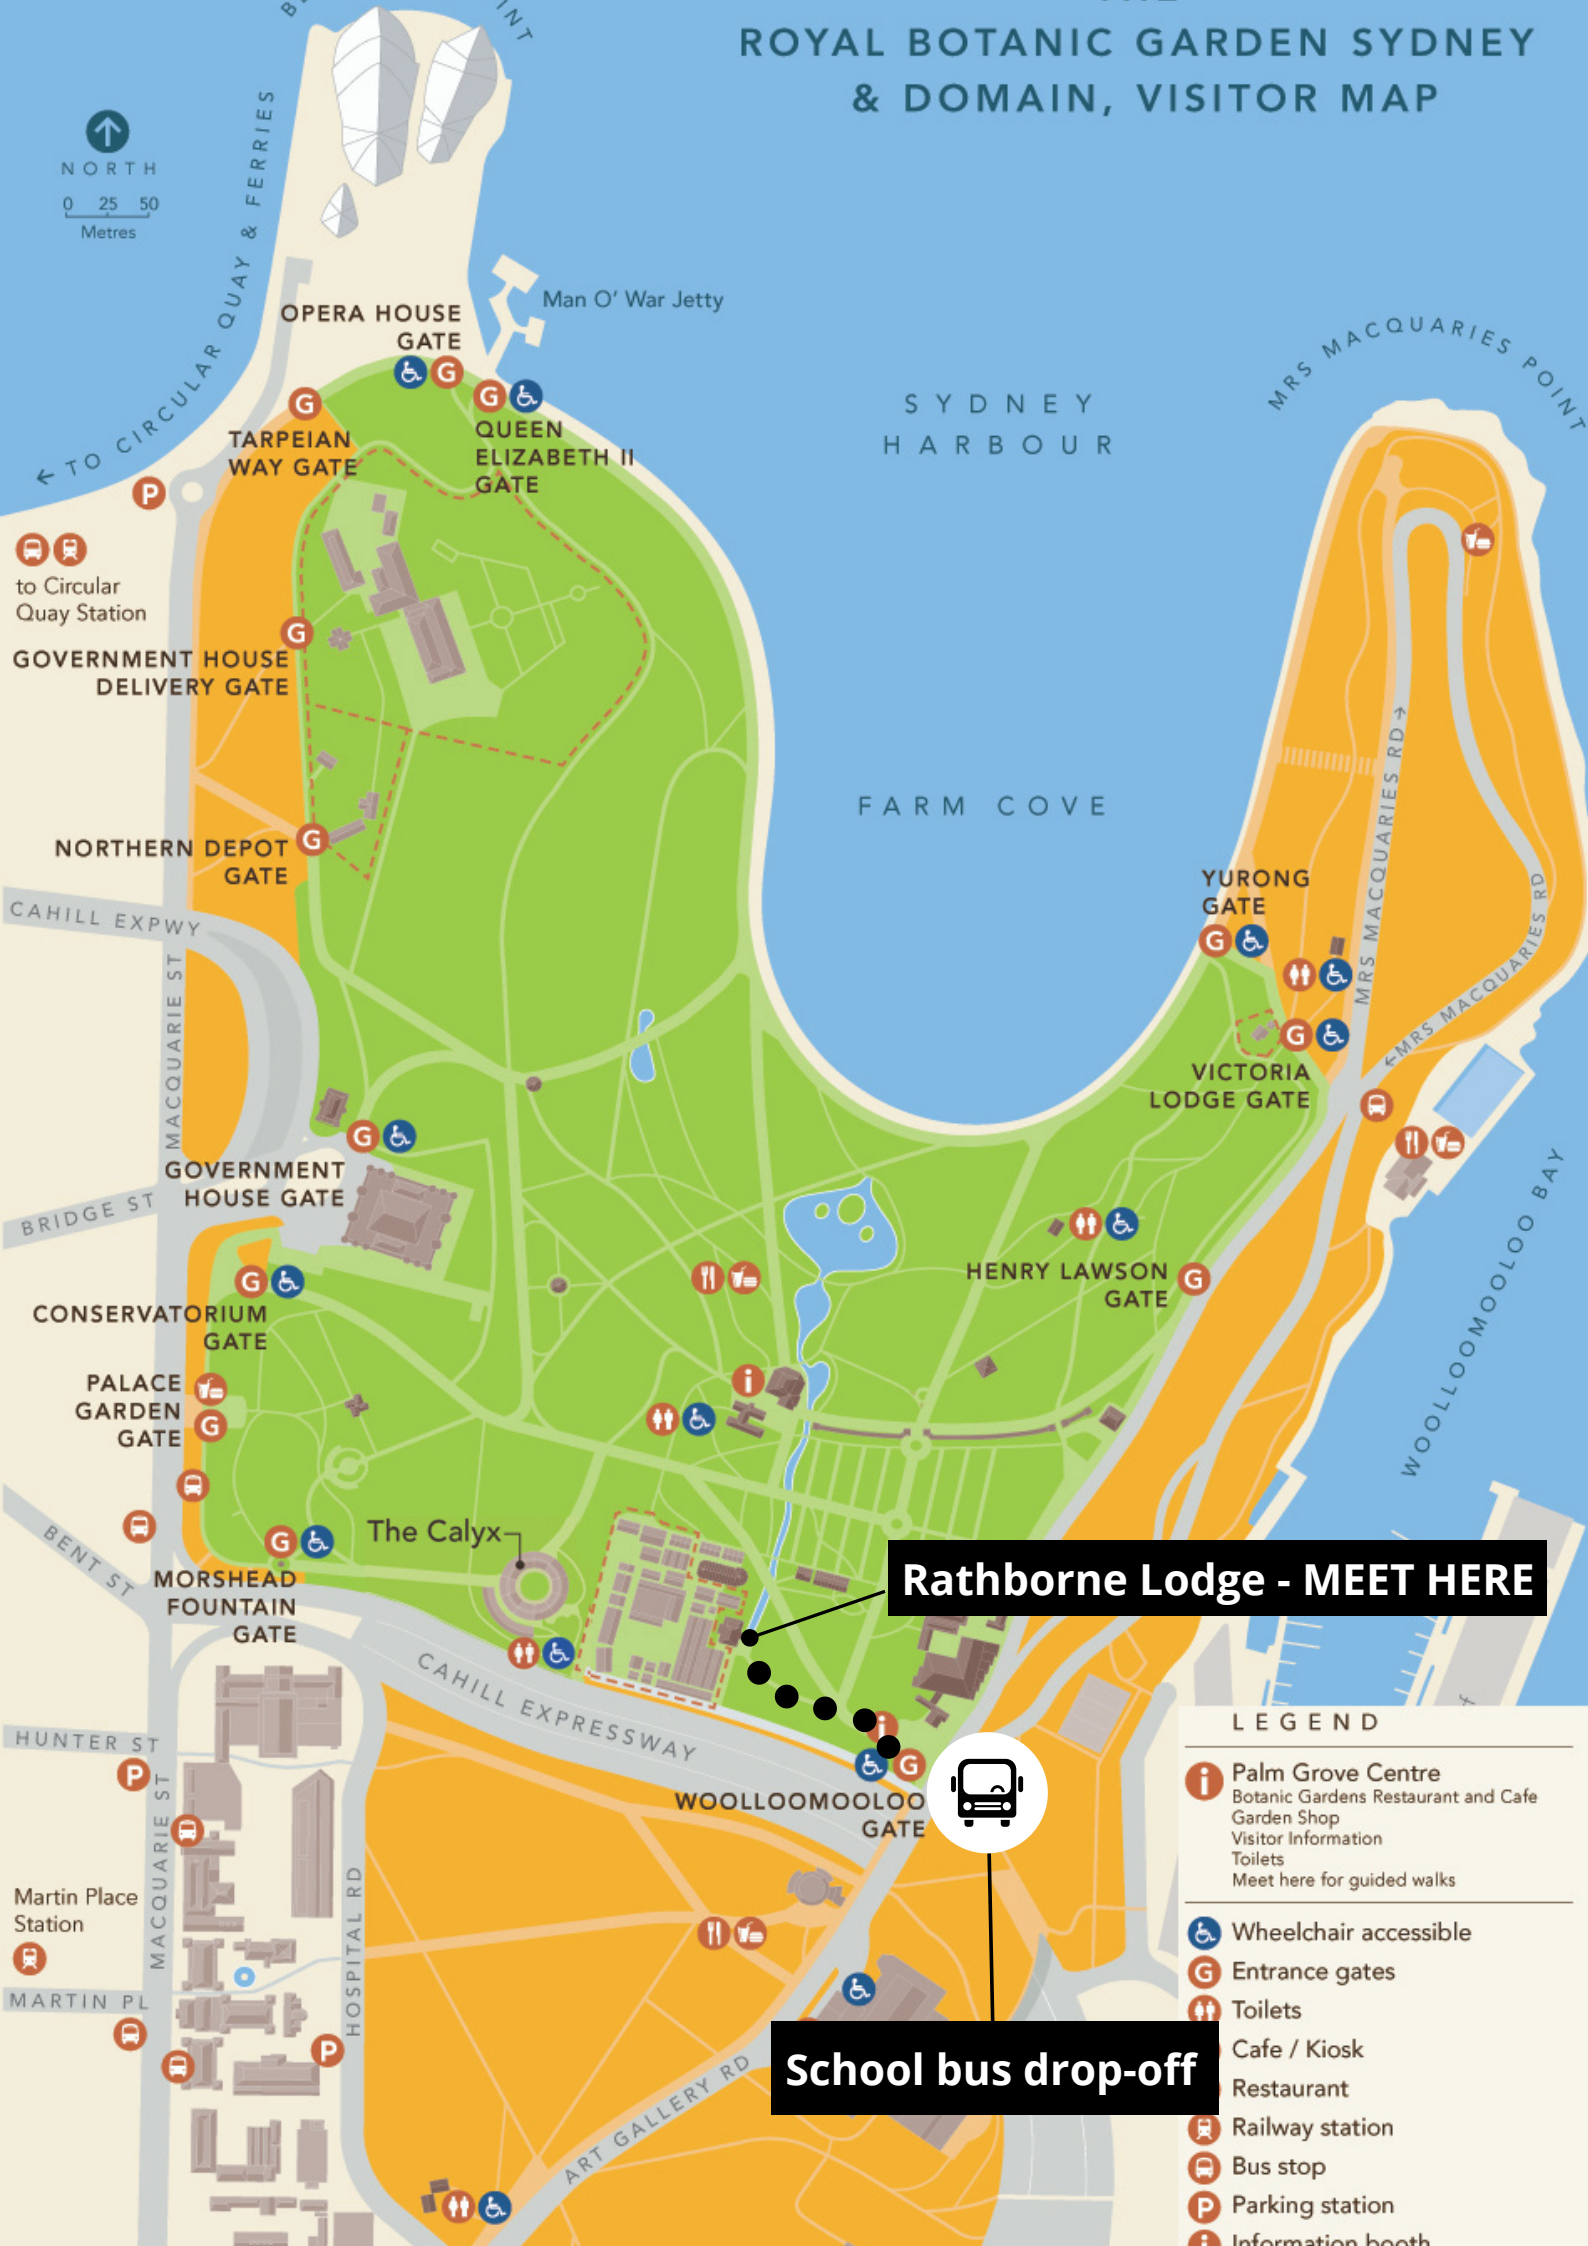 ROYAL BOTANIC GARDEN SYDNEY
& DOMAIN, VISITOR MAP
NORTH
0 25 50
Metres
← TO CIRCULAR QUAY & FERRIES
OPERA HOUSE
GATE
Man O' War Jetty
MRS MACQUARIES POINT
SYDNEY
HARBOUR
G
G
G
TARPEIAN
WAY GATE
QUEEN
ELIZABETH II
GATE
P
to Circular
Quay Station
G
GOVERNMENT HOUSE
DELIVERY GATE
MRS MACQUARIES RD →
FARM COVE
G
NORTHERN DEPOT
GATE
CAHILL EXPWY
YURONG
GATE
G
MRS MACQUARIES RD
← MRS MACQUARIES RD
MACQUARIE ST
G
VICTORIA
LODGE GATE
G
GOVERNMENT
HOUSE GATE
BRIDGE ST
WOOLLOOMOOLOO BAY
HENRY LAWSON
GATE
G
G
CONSERVATORIUM
GATE
PALACE
GARDEN
GATE
G
i
BENT ST
The Calyx
G
MORSHEAD
FOUNTAIN
GATE
Rathborne Lodge - MEET HERE
CAHILL EXPRESSWAY
i
G
WOOLLOOMOOLOO
GATE
HUNTER ST
P
MACQUARIE ST
HOSPITAL RD
Martin Place
Station
MARTIN PL
P
ART GALLERY RD
School bus drop-off
LEGEND
i Palm Grove Centre
Botanic Gardens Restaurant and Cafe
Garden Shop
Visitor Information
Toilets
Meet here for guided walks
Wheelchair accessible
G Entrance gates
Toilets
Cafe / Kiosk
Restaurant
Railway station
Bus stop
P Parking station
Information booth